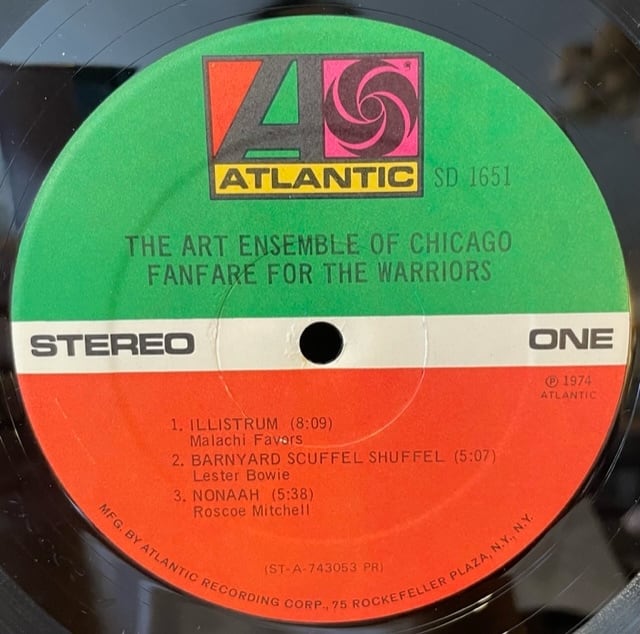 ATLANTIC
SD 1651
THE ART ENSEMBLE OF CHICAGO
FANFARE FOR THE WARRIORS
STEREO
ONE
℗ 1974
ATLANTIC
1. ILLISTRUM (8:09)
Malachi Favors
2. BARNYARD SCUFFEL SHUFFEL (5:07)
Lester Bowie
3. NONAAH (5:38)
Roscoe Mitchell
(ST-A-743053 PR)
MFG. BY ATLANTIC RECORDING CORP., 75 ROCKEFELLER PLAZA, N.Y., N.Y.